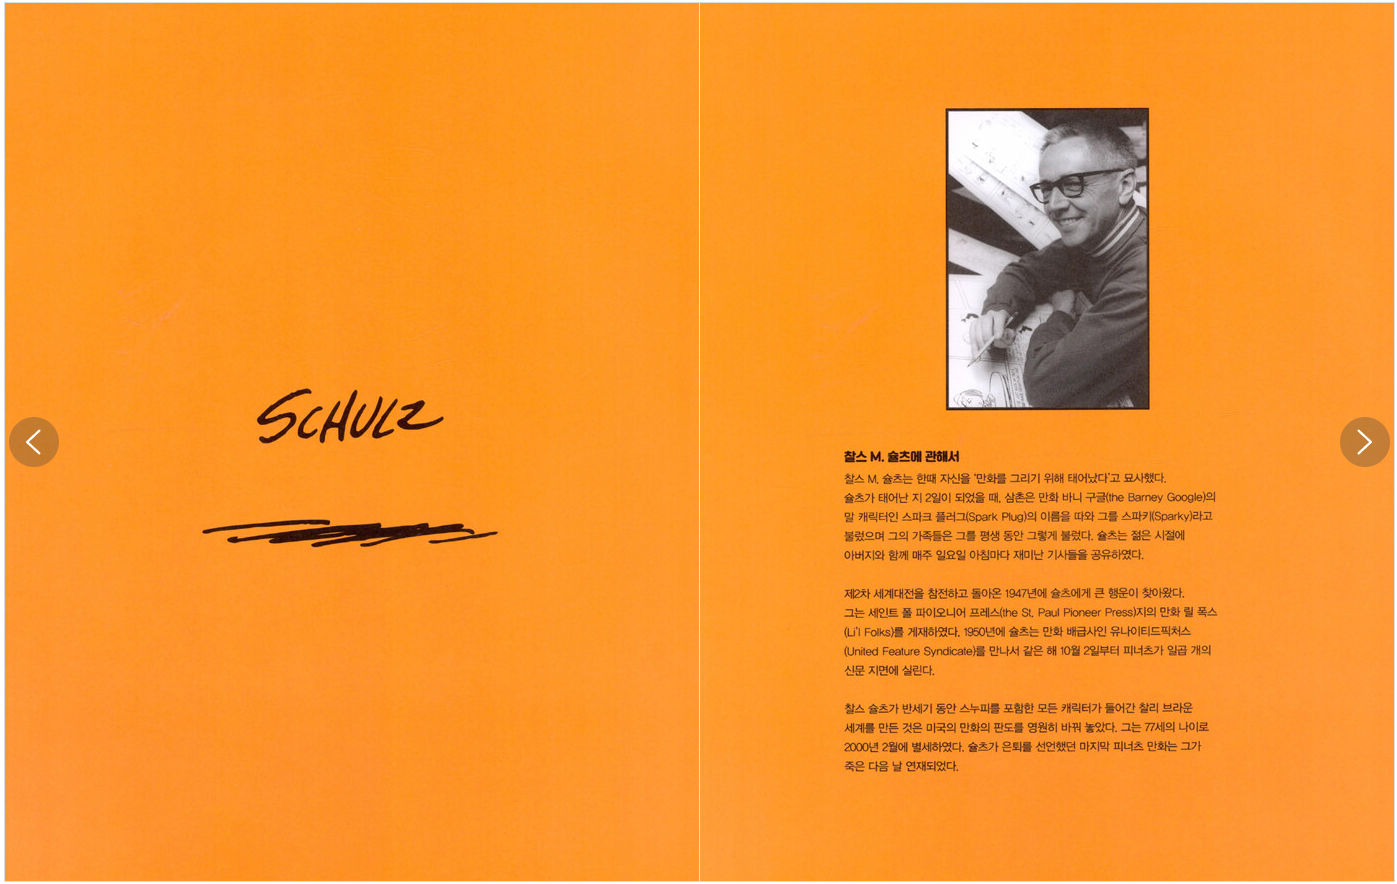 SCHULZ
찰스 M. 슐츠에 관해서
찰스 M. 슐츠는 한때 자신을 '만화를 그리기 위해 태어났다'고 묘사했다.
슐츠가 태어난 지 2일이 되었을 때, 삼촌은 만화 바니 구글(the Barney Google)의
말 캐릭터인 스파크 플러그(Spark Plug)의 이름을 따와 그를 스파키(Sparky)라고
불렀으며 그의 가족들은 그를 평생 동안 그렇게 불렀다. 슐츠는 젊은 시절에
아버지와 함께 매주 일요일 아침마다 재미난 기사들을 공유하였다.
제2차 세계대전을 참전하고 돌아온 1947년에 슐츠에게 큰 행운이 찾아왔다.
그는 세인트 폴 파이오니어 프레스(the St. Paul Pioneer Press)지의 만화 릴 폭스
(Li'l Folks)를 게재하였다. 1950년에 슐츠는 만화 배급사인 유나이티드픽처스
(United Feature Syndicate)를 만나서 같은 해 10월 2일부터 피너츠가 일곱 개의
신문 지면에 실린다.
찰스 슐츠가 반세기 동안 스누피를 포함한 모든 캐릭터가 들어간 찰리 브라운
세계를 만든 것은 미국의 만화의 판도를 영원히 바꿔 놓았다. 그는 77세의 나이로
2000년 2월에 별세하였다. 슐츠가 은퇴를 선언했던 마지막 피너츠 만화는 그가
죽은 다음 날 연재되었다.